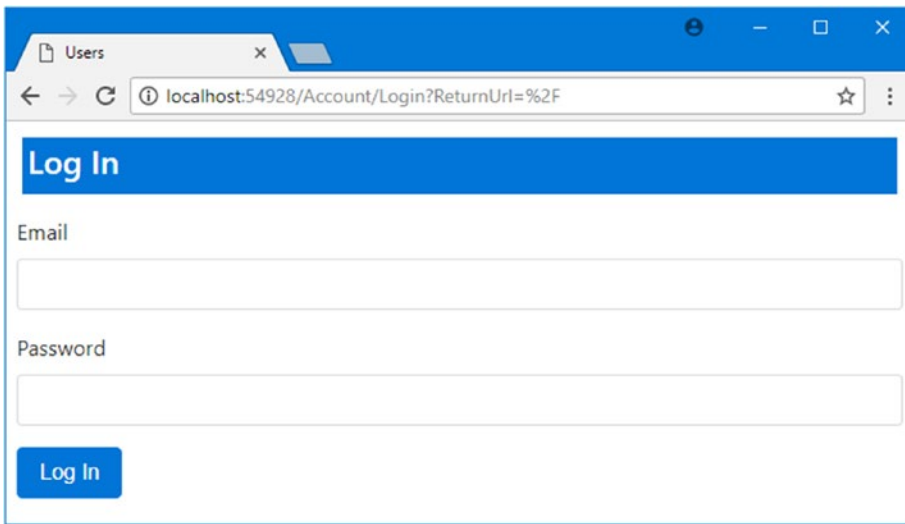 Users
localhost:54928/Account/Login?ReturnUrl=%2F
Log In
Email
Password
Log In